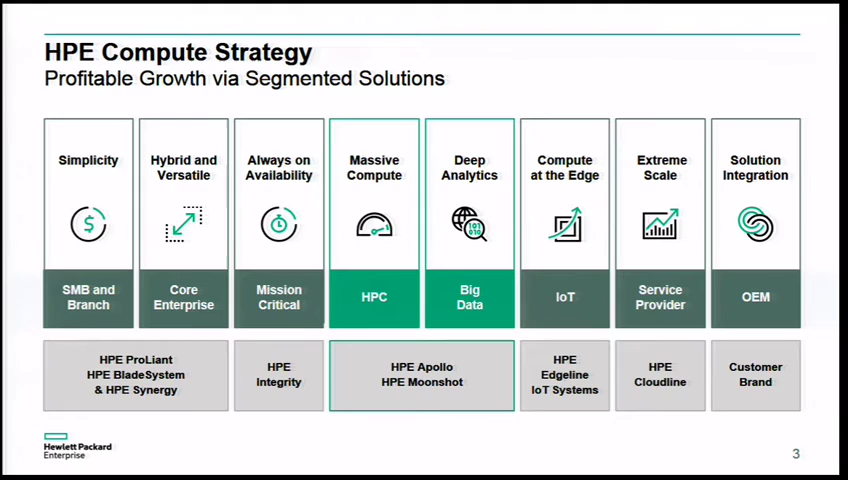 HPE Compute Strategy
Profitable Growth via Segmented Solutions
Simplicity
Hybrid and
Versatile
Always on
Availability
Massive
Compute
Deep
Analytics
Compute
at the Edge
Extreme
Scale
Solution
Integration
$
101
010
SMB and
Branch
Core
Enterprise
Mission
Critical
HPC
Big
Data
IoT
Service
Provider
OEM
HPE ProLiant
HPE BladeSystem
& HPE Synergy
HPE
Integrity
HPE Apollo
HPE Moonshot
HPE
Edgeline
IoT Systems
HPE
Cloudline
Customer
Brand
Hewlett Packard
Enterprise
3